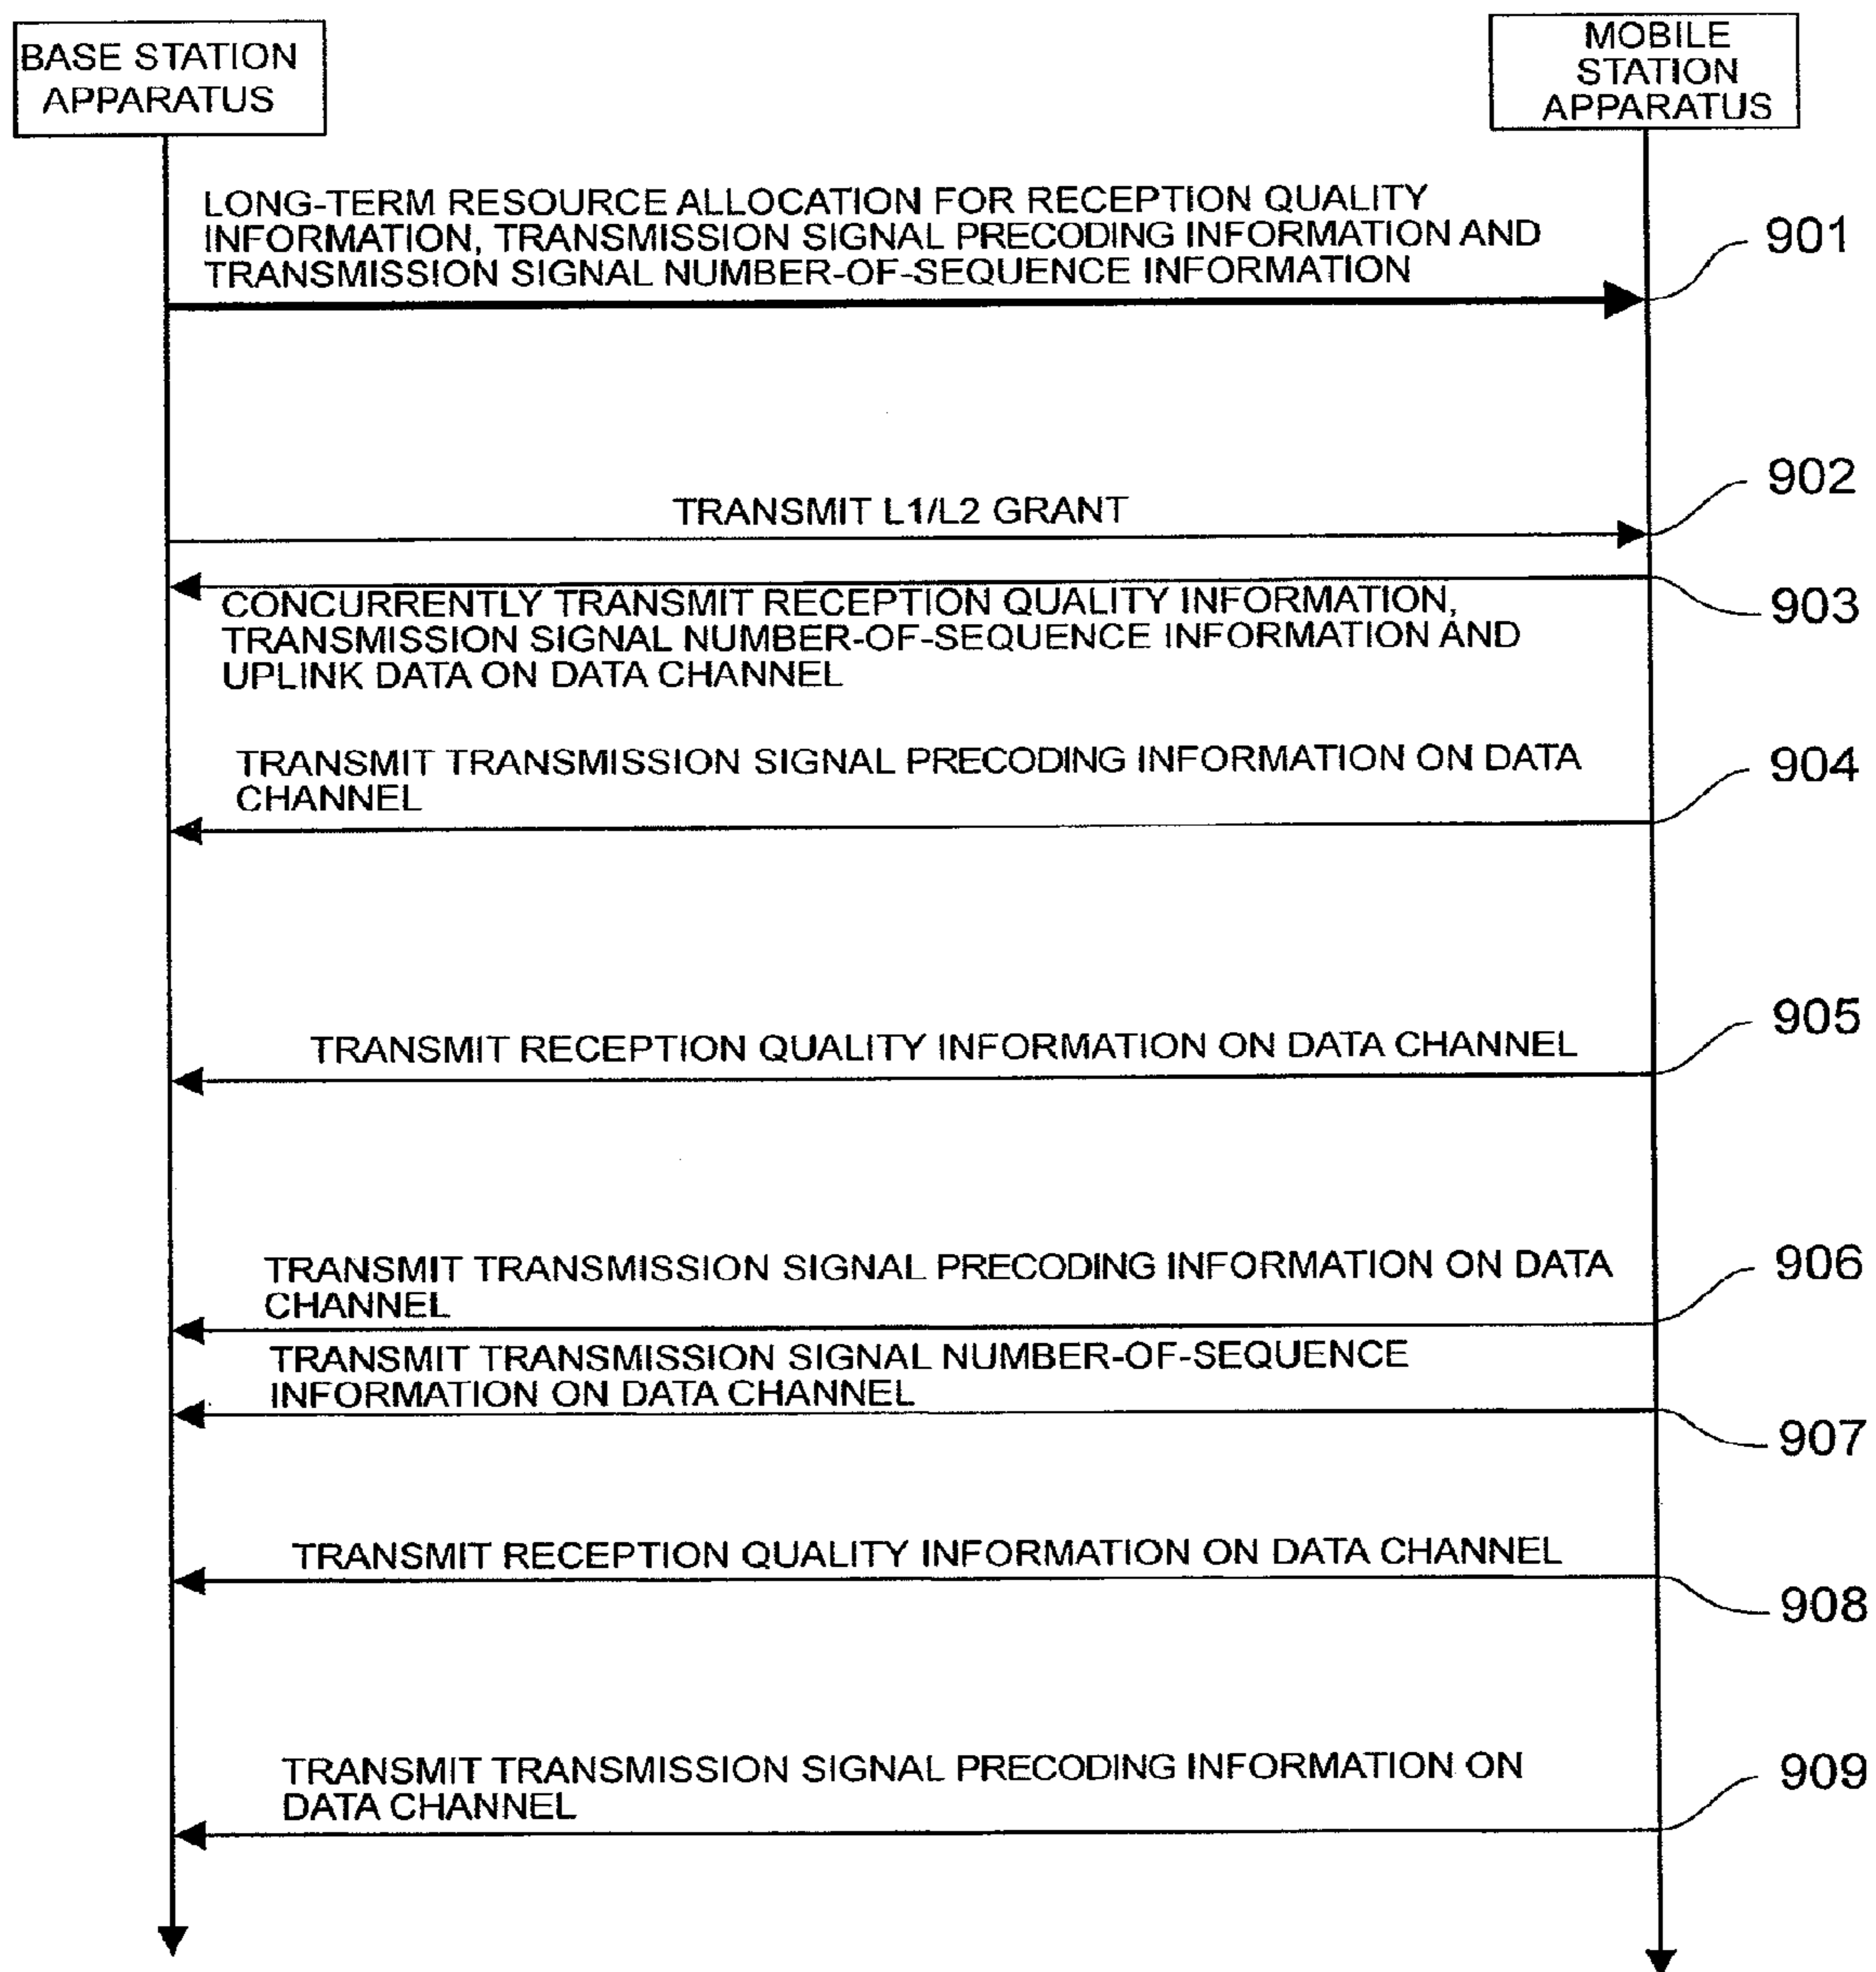 BASE STATION
APPARATUS
MOBILE
STATION
APPARATUS
LONG-TERM RESOURCE ALLOCATION FOR RECEPTION QUALITY
INFORMATION, TRANSMISSION SIGNAL PRECODING INFORMATION AND
TRANSMISSION SIGNAL NUMBER-OF-SEQUENCE INFORMATION
901
TRANSMIT L1/L2 GRANT
902
CONCURRENTLY TRANSMIT RECEPTION QUALITY INFORMATION,
TRANSMISSION SIGNAL NUMBER-OF-SEQUENCE INFORMATION AND
UPLINK DATA ON DATA CHANNEL
903
TRANSMIT TRANSMISSION SIGNAL PRECODING INFORMATION ON DATA
CHANNEL
904
TRANSMIT RECEPTION QUALITY INFORMATION ON DATA CHANNEL
905
TRANSMIT TRANSMISSION SIGNAL PRECODING INFORMATION ON DATA
CHANNEL
906
TRANSMIT TRANSMISSION SIGNAL NUMBER-OF-SEQUENCE
INFORMATION ON DATA CHANNEL
907
TRANSMIT RECEPTION QUALITY INFORMATION ON DATA CHANNEL
908
TRANSMIT TRANSMISSION SIGNAL PRECODING INFORMATION ON
DATA CHANNEL
909